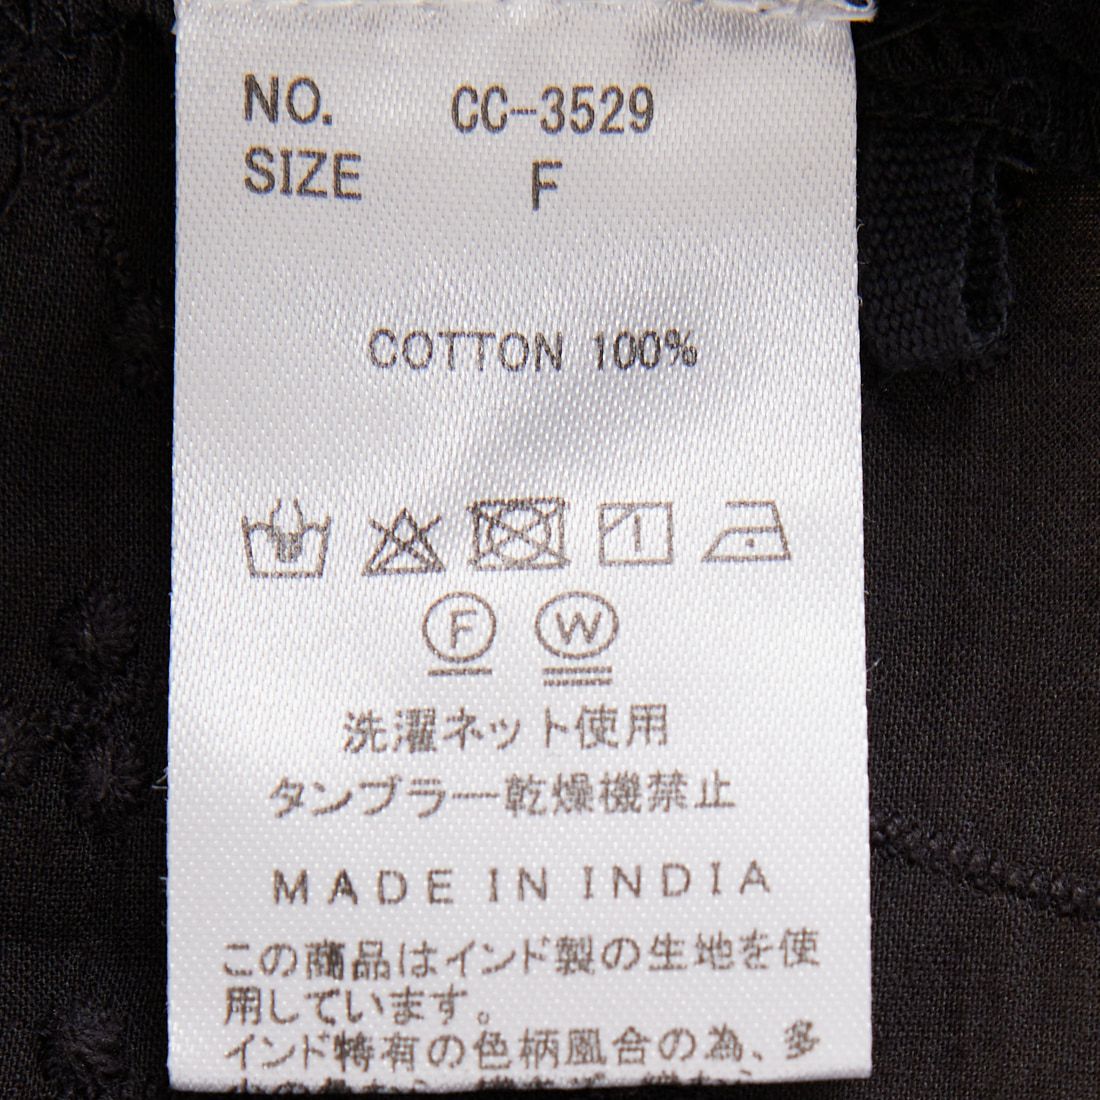 NO. CC-3529
SIZE F
COTTON 100%
F W
洗濯ネット使用
タンブラー乾燥機禁止
MADE IN INDIA
この商品はインド製の生地を使
用しています。
インド特有の色柄風合の為、多